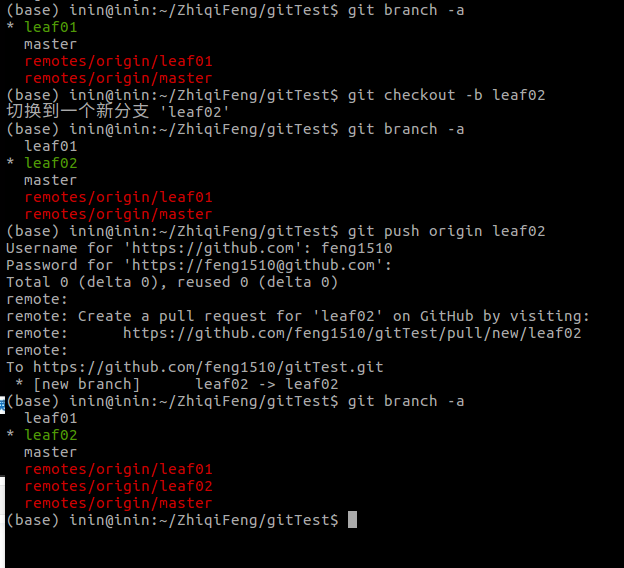 (base) inin@inin:~/ZhiqiFeng/gitTest$ git branch -a
* leaf01
  master
  remotes/origin/leaf01
  remotes/origin/master
(base) inin@inin:~/ZhiqiFeng/gitTest$ git checkout -b leaf02
切换到一个新分支 'leaf02'
(base) inin@inin:~/ZhiqiFeng/gitTest$ git branch -a
  leaf01
* leaf02
  master
  remotes/origin/leaf01
  remotes/origin/master
(base) inin@inin:~/ZhiqiFeng/gitTest$ git push origin leaf02
Username for 'https://github.com': feng1510
Password for 'https://feng1510@github.com':
Total 0 (delta 0), reused 0 (delta 0)
remote:
remote: Create a pull request for 'leaf02' on GitHub by visiting:
remote:      https://github.com/feng1510/gitTest/pull/new/leaf02
remote:
To https://github.com/feng1510/gitTest.git
 * [new branch]      leaf02 -> leaf02
(base) inin@inin:~/ZhiqiFeng/gitTest$ git branch -a
  leaf01
* leaf02
  master
  remotes/origin/leaf01
  remotes/origin/leaf02
  remotes/origin/master
(base) inin@inin:~/ZhiqiFeng/gitTest$